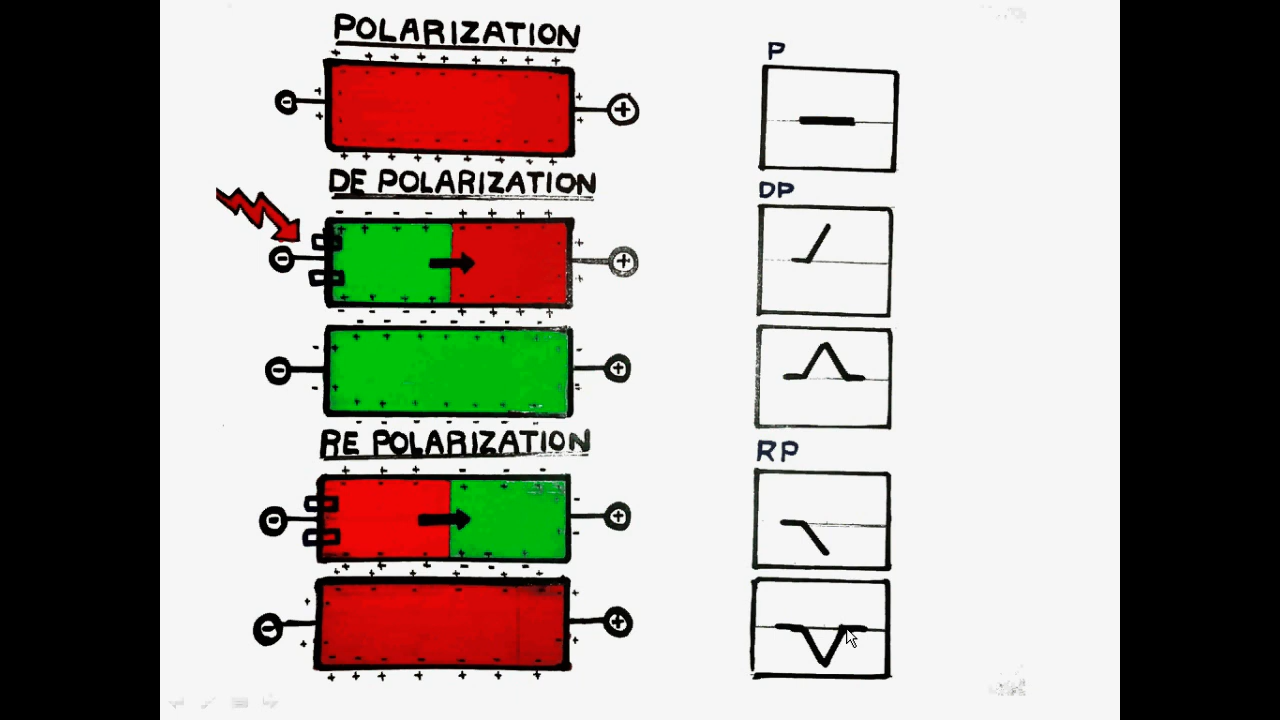 POLARIZATION
P
DE POLARIZATION
DP
RE POLARIZATION
RP